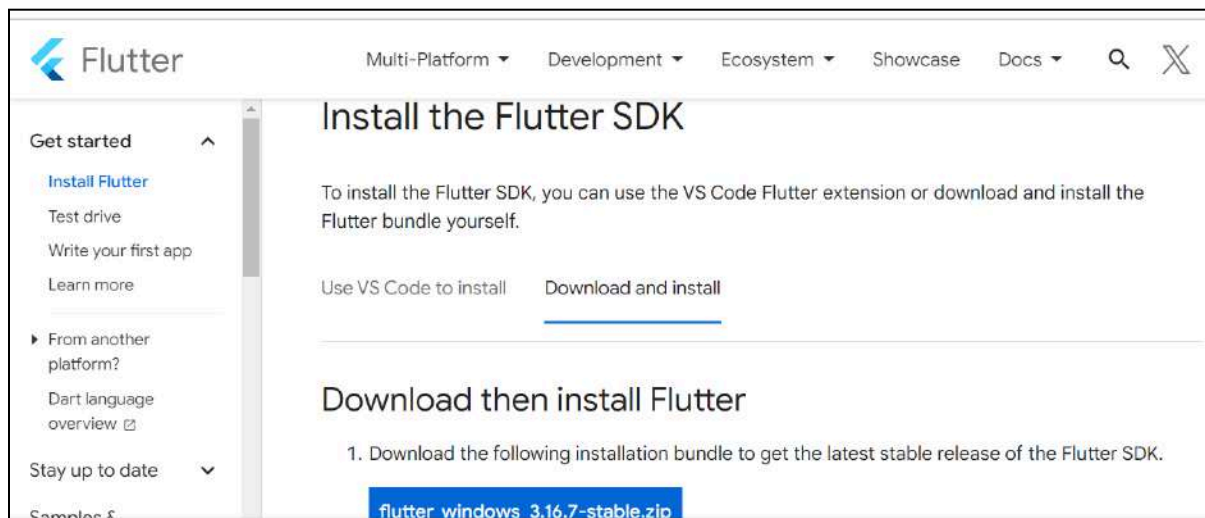 Flutter
Multi-Platform
Development
Ecosystem
Showcase
Docs
Get started
Install Flutter
Test drive
Write your first app
Learn more
From another
platform?
Dart language
overview
Stay up to date
Samples &
Install the Flutter SDK
To install the Flutter SDK, you can use the VS Code Flutter extension or download and install the
Flutter bundle yourself.
Use VS Code to install
Download and install
Download then install Flutter
1. Download the following installation bundle to get the latest stable release of the Flutter SDK.
flutter_windows_3.16.7-stable.zip